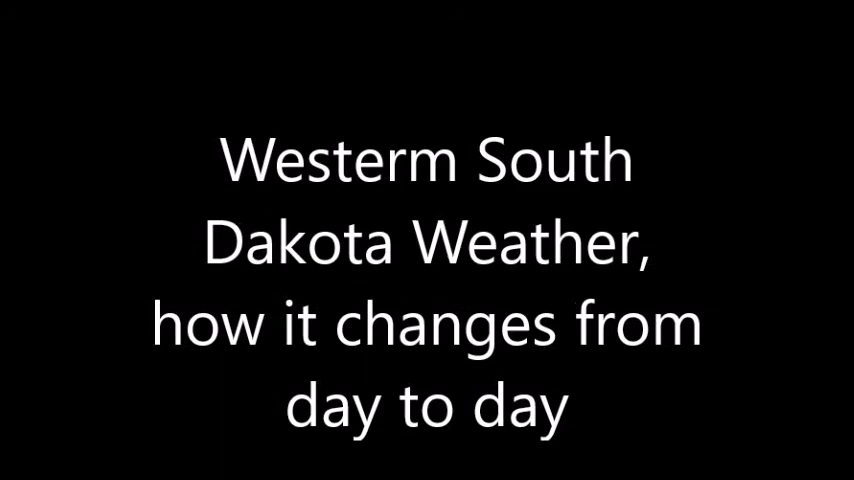 Westerm South
Dakota Weather,
how it changes from
day to day